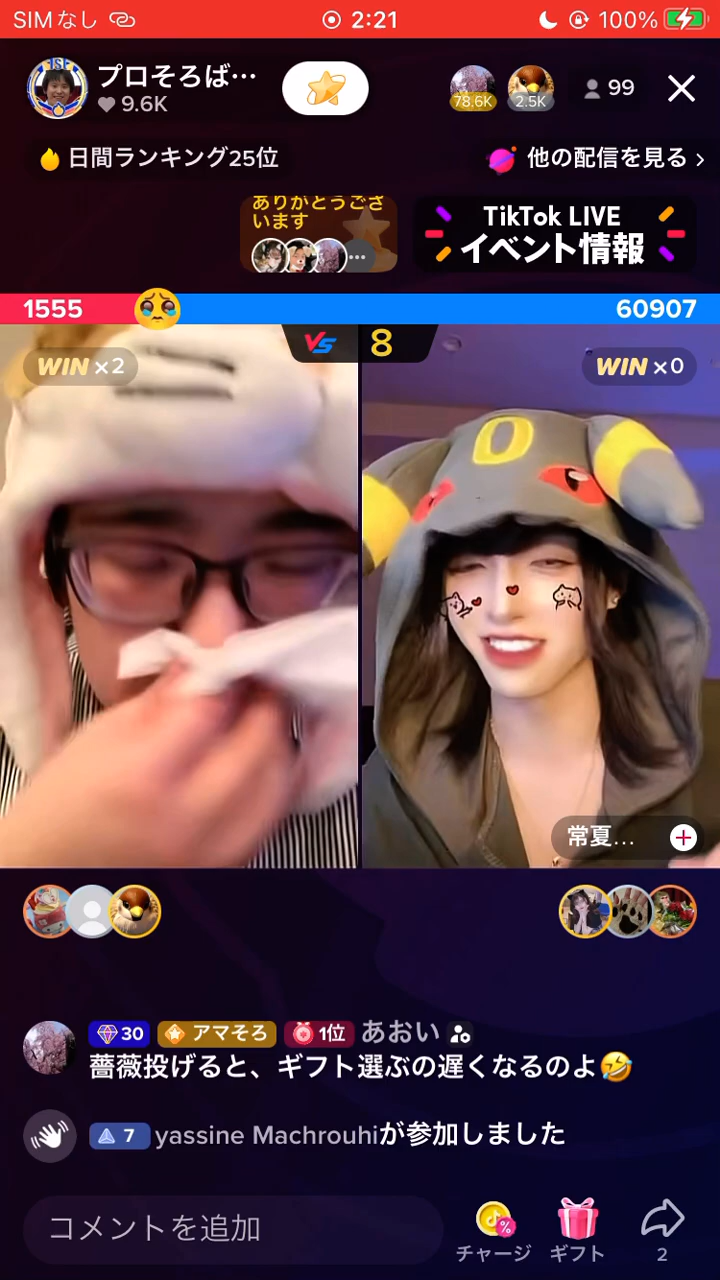 SIMなし
2:21
100%
プロそろば…
9.6K
78.6K
2.5K
99
日間ランキング25位
他の配信を見る
ありがとうござ
います
TikTok LIVE
イベント情報
1555
60907
WIN x2
VS
8
WIN x0
常夏…
30 アマそろ 1位 あおい
薔薇投げると、ギフト選ぶの遅くなるのよ🤣
7 yassine Machrouhiが参加しました
コメントを追加
チャージ
ギフト
2